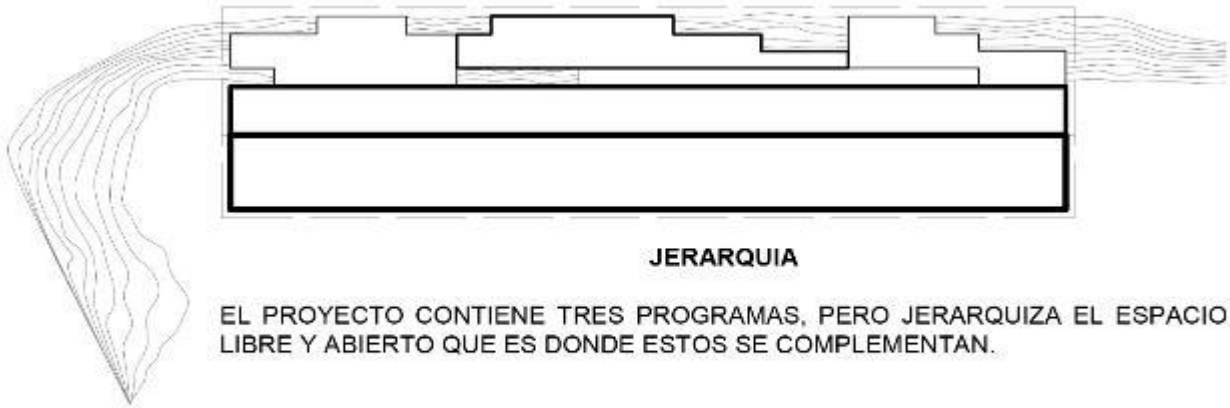 JERARQUIA
EL PROYECTO CONTIENE TRES PROGRAMAS, PERO JERARQUIZA EL ESPACIO
LIBRE Y ABIERTO QUE ES DONDE ESTOS SE COMPLEMENTAN.